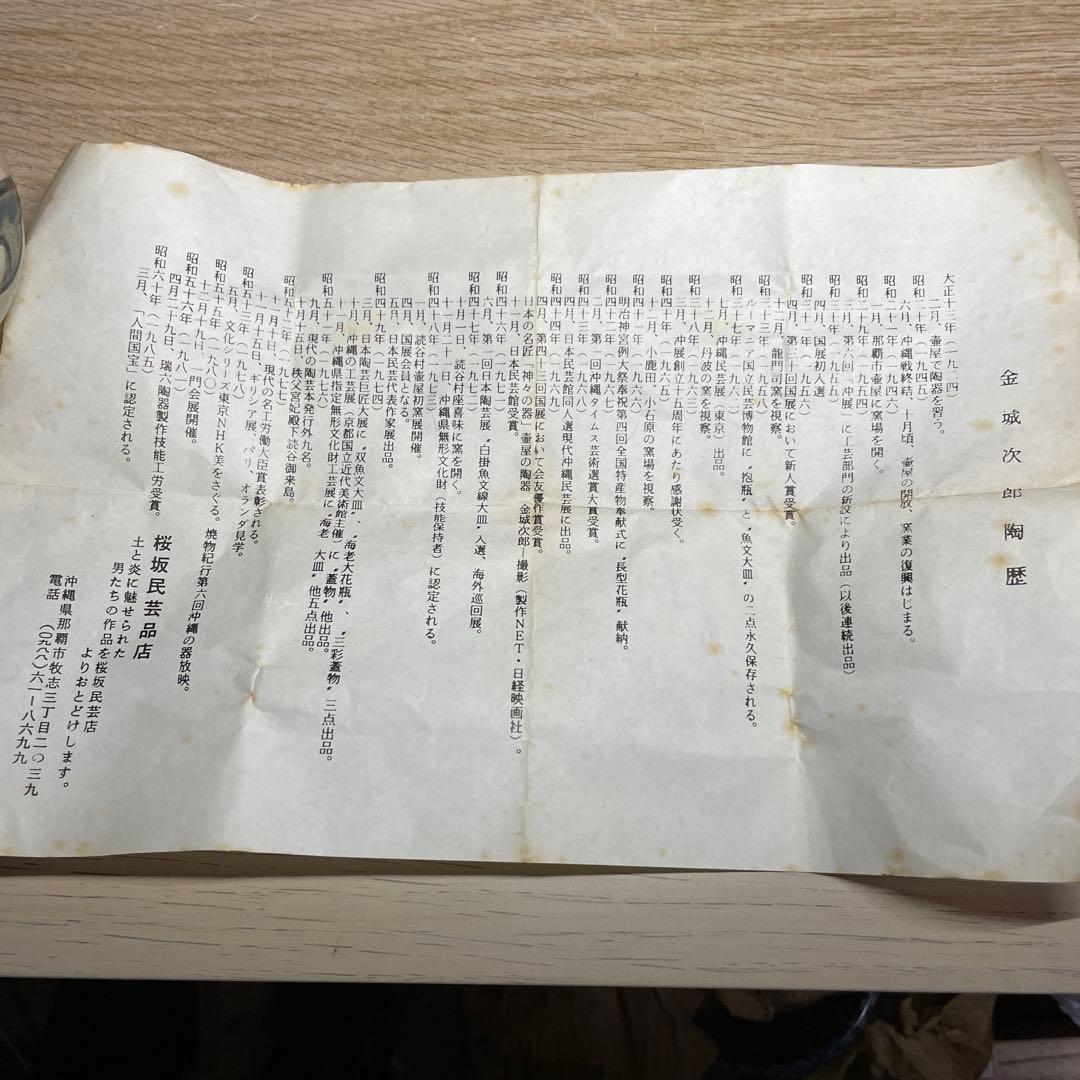 金城次郎陶歴
大正十三年（一九二四）
二月、壷屋で陶器を習う。
昭和二十年（一九四五）
六月、沖縄戦終結、十月頃、壷屋の開放、窯業の復興はじまる。
昭和二十一年（一九四六）
一月、那覇市壷屋に窯場を開く。
昭和二十九年（一九五四）
三月、第六回「沖展」に工芸部門の新設により出品（以後連続出品）
昭和三十年（一九五五）
四月、国展初入選
昭和三十一年（一九五六）
四月、第三十回国展において新人賞受賞。
十二月、龍門司窯を視察。
昭和三十三年（一九五八）
ルーマニア国立民芸博物館に〝抱瓶〟と〝魚文大皿〟の二点永久保存される。
昭和三十七年（一九六二）
七月、沖縄民芸展（東京）出品。
十二月、丹波の窯を視察。
昭和三十八年（一九六三）
三月、沖展創立十五周年にあたり感謝状受く。
昭和四十年（一九六五）
十二月、小鹿田、小石原の窯場を視察。
昭和四十一年（一九六六）
明治神宮例大祭奉祝第四回全国特産物奉献式に〝長型花瓶〟献納。
昭和四十二年（一九六七）
二月、第一回沖縄タイムス芸術選賞大賞受賞。
昭和四十三年（一九六八）
四月、日本民芸館同人選現代沖縄民芸展に出品。
昭和四十四年（一九六九）
四月、第四十三回国展において会友優作賞受賞。
日本の名匠「神々の器」壷屋の陶器　金城次郎―撮影（製作NET・日経映画社）。
十一月、日本民芸館賞受賞。
昭和四十六年（一九七一）
六月、第一回日本陶芸展〝白掛魚文線大皿〟入選、海外巡回展。
昭和四十七年（一九七二）
十月一日、読谷村座喜味に窯を開く。
十月二十一日、沖縄県無形文化財（技能保持者）に認定される。
昭和四十八年（一九七三）
一月、読谷村壷屋初窯展開催。
四月、国展会員となる。
五月、日本民芸代表作家展出品。
昭和四十九年（一九七四）
三月、日本陶芸巨匠大展に〝双魚文大皿〟、〝海老大花瓶〟、〝三彩蓋物〟三点出品。
十月、沖縄の工芸展（京都国立近代美術館主催）に〝蓋物〟他出品。
十一月、沖縄県指定無形文化財工芸展に〝海老　大皿〟他五点出品。
昭和五十一年（一九七六）
九月、現代の陶芸本発行外九名。
十一月十日、秩父宮妃殿下読谷御来島。
昭和五十二年（一九七七）
十一月十日、現代の名工労働大臣賞表彰される。
十一月十五日、ギリシア展、パリ、オランダ見学。
昭和五十三年（一九七八）
五月、文化シリーズ東京NHK美をさぐる。焼物紀行第六回沖縄の器放映。
昭和五十五年（一九八〇）
十二月十九日、一門会展開催。
昭和五十六年（一九八一）
四月二十九日、瑞六陶器製作技能工労受賞。
昭和六十年（一九八五）
三月、「人間国宝」に認定される。
桜坂民芸品店
土と炎に魅せられた
男たちの作品を桜坂民芸店
よりおとどけします。
沖縄県那覇市牧志三丁目二の三九
電話（〇九八八）六一―八六九九